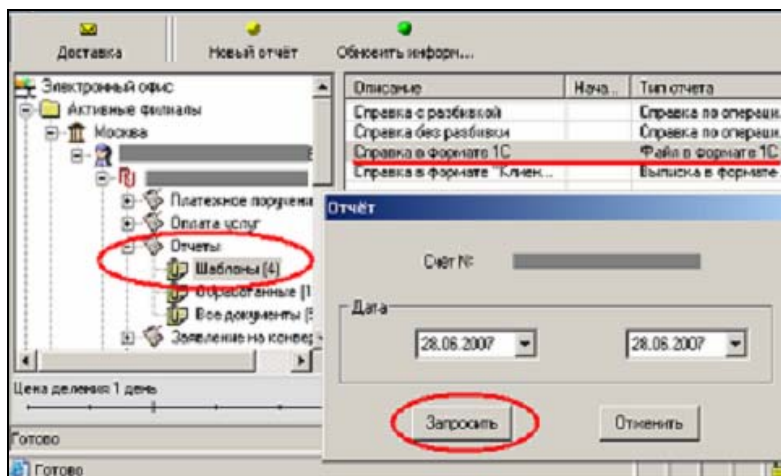 Доставка
Новый отчёт
Обновить информ...
Электронный офис
Активные филиалы
Москва
Платежное поручени
Оплата услуг
Отчеты
Шаблоны [4]
Обработанные [1
Все документы [5
Заявление на конвер
Цена деления 1 день
Готово
Готово
Описание Нача... Тип отчета
Справка с разбивкой Справка по операци
Справка без разбивки Справка по операци
Справка в формате 1С Файл в формате 1С
Справка в формате "Клиен... Выписка в формате
Отчёт
Счёт №
Дата
28.06.2007 28.06.2007
Запросить Отменить